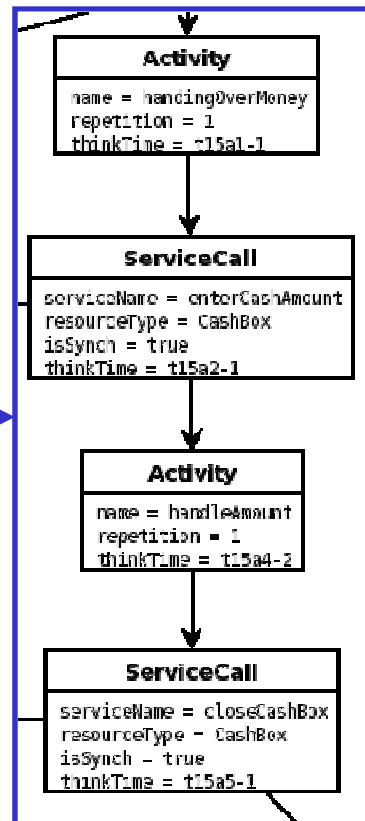 Activity
name = handingOverMoney
repetition = 1
thinkTime = t15a1-1
ServiceCall
serviceName = enterCashAmount
resourceType = CashBox
isSynch = true
thinkTime = t15a2-1
Activity
name = handleAmount
repetition = 1
thinkTime = t15a4-2
ServiceCall
serviceName = closeCashBox
resourceType = CashBox
isSynch = true
thinkTime = t15a5-1